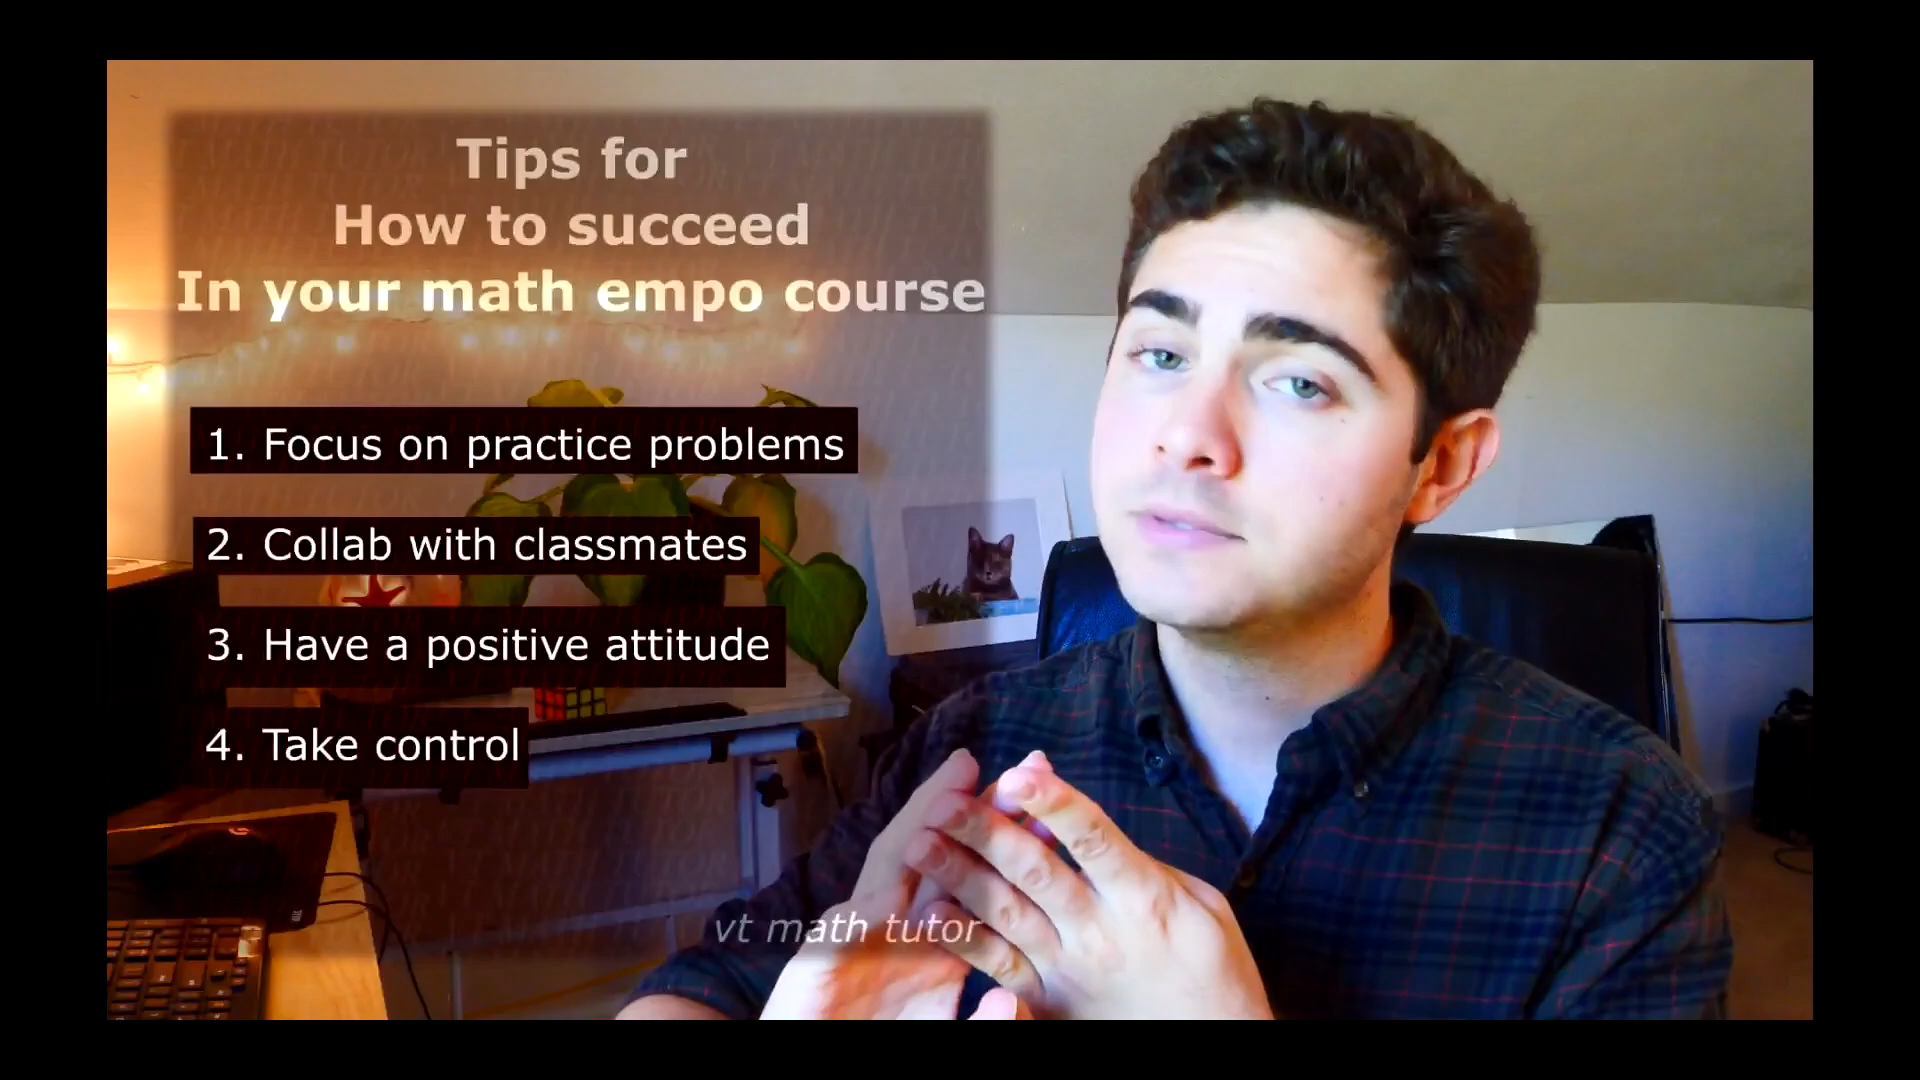 Tips for
How to succeed
In your math empo course
1. Focus on practice problems
2. Collab with classmates
3. Have a positive attitude
4. Take control
vt math tutor